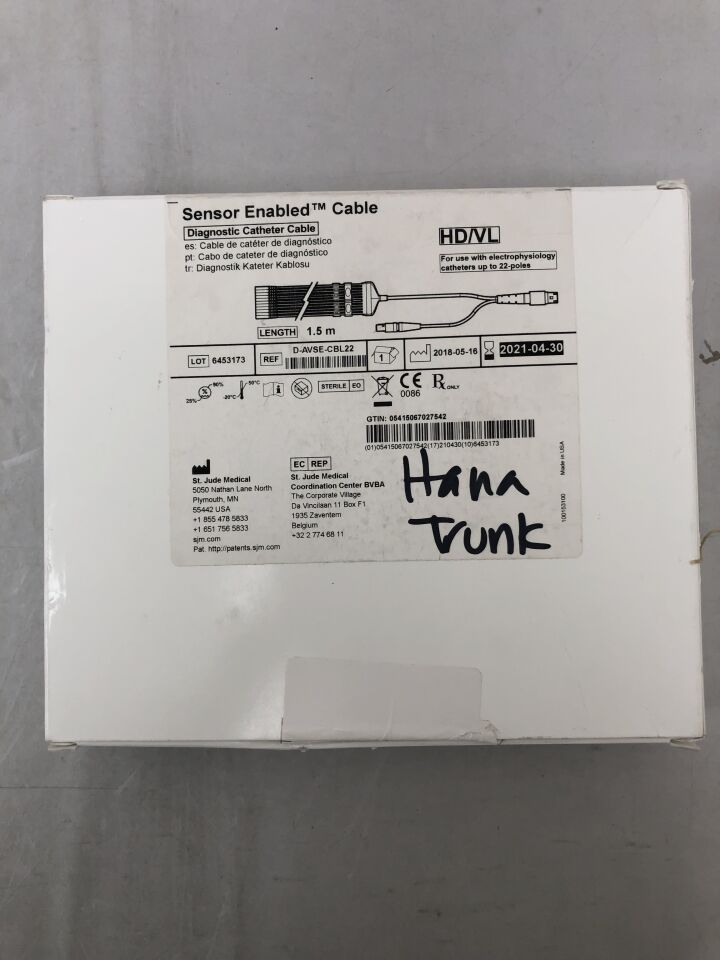 Sensor Enabled™ Cable
Diagnostic Catheter Cable
es: Cable de catéter de diagnóstico
pt: Cabo de cateter de diagnóstico
tr: Diagnostik Kateter Kablosu
HD/VL
For use with electrophysiology
catheters up to 22-poles
LENGTH 1.5 m
LOT 6453173
REF D-AVSE-CBL22
1
2018-05-16
2021-04-30
25% 90%
-20°C 50°C
STERILE EO
CE 0086
Rx ONLY
GTIN: 05415067027542
(01)05415067027542(17)210430(10)6453173
St. Jude Medical
5050 Nathan Lane North
Plymouth, MN
55442 USA
+1 855 478 5833
+1 651 756 5833
sjm.com
Pat. http://patents.sjm.com
EC REP
St. Jude Medical
Coordination Center BVBA
The Corporate Village
Da Vincilaan 11 Box F1
1935 Zaventem
Belgium
+32 2 774 68 11
Hana
Trunk
Made in USA
100153100